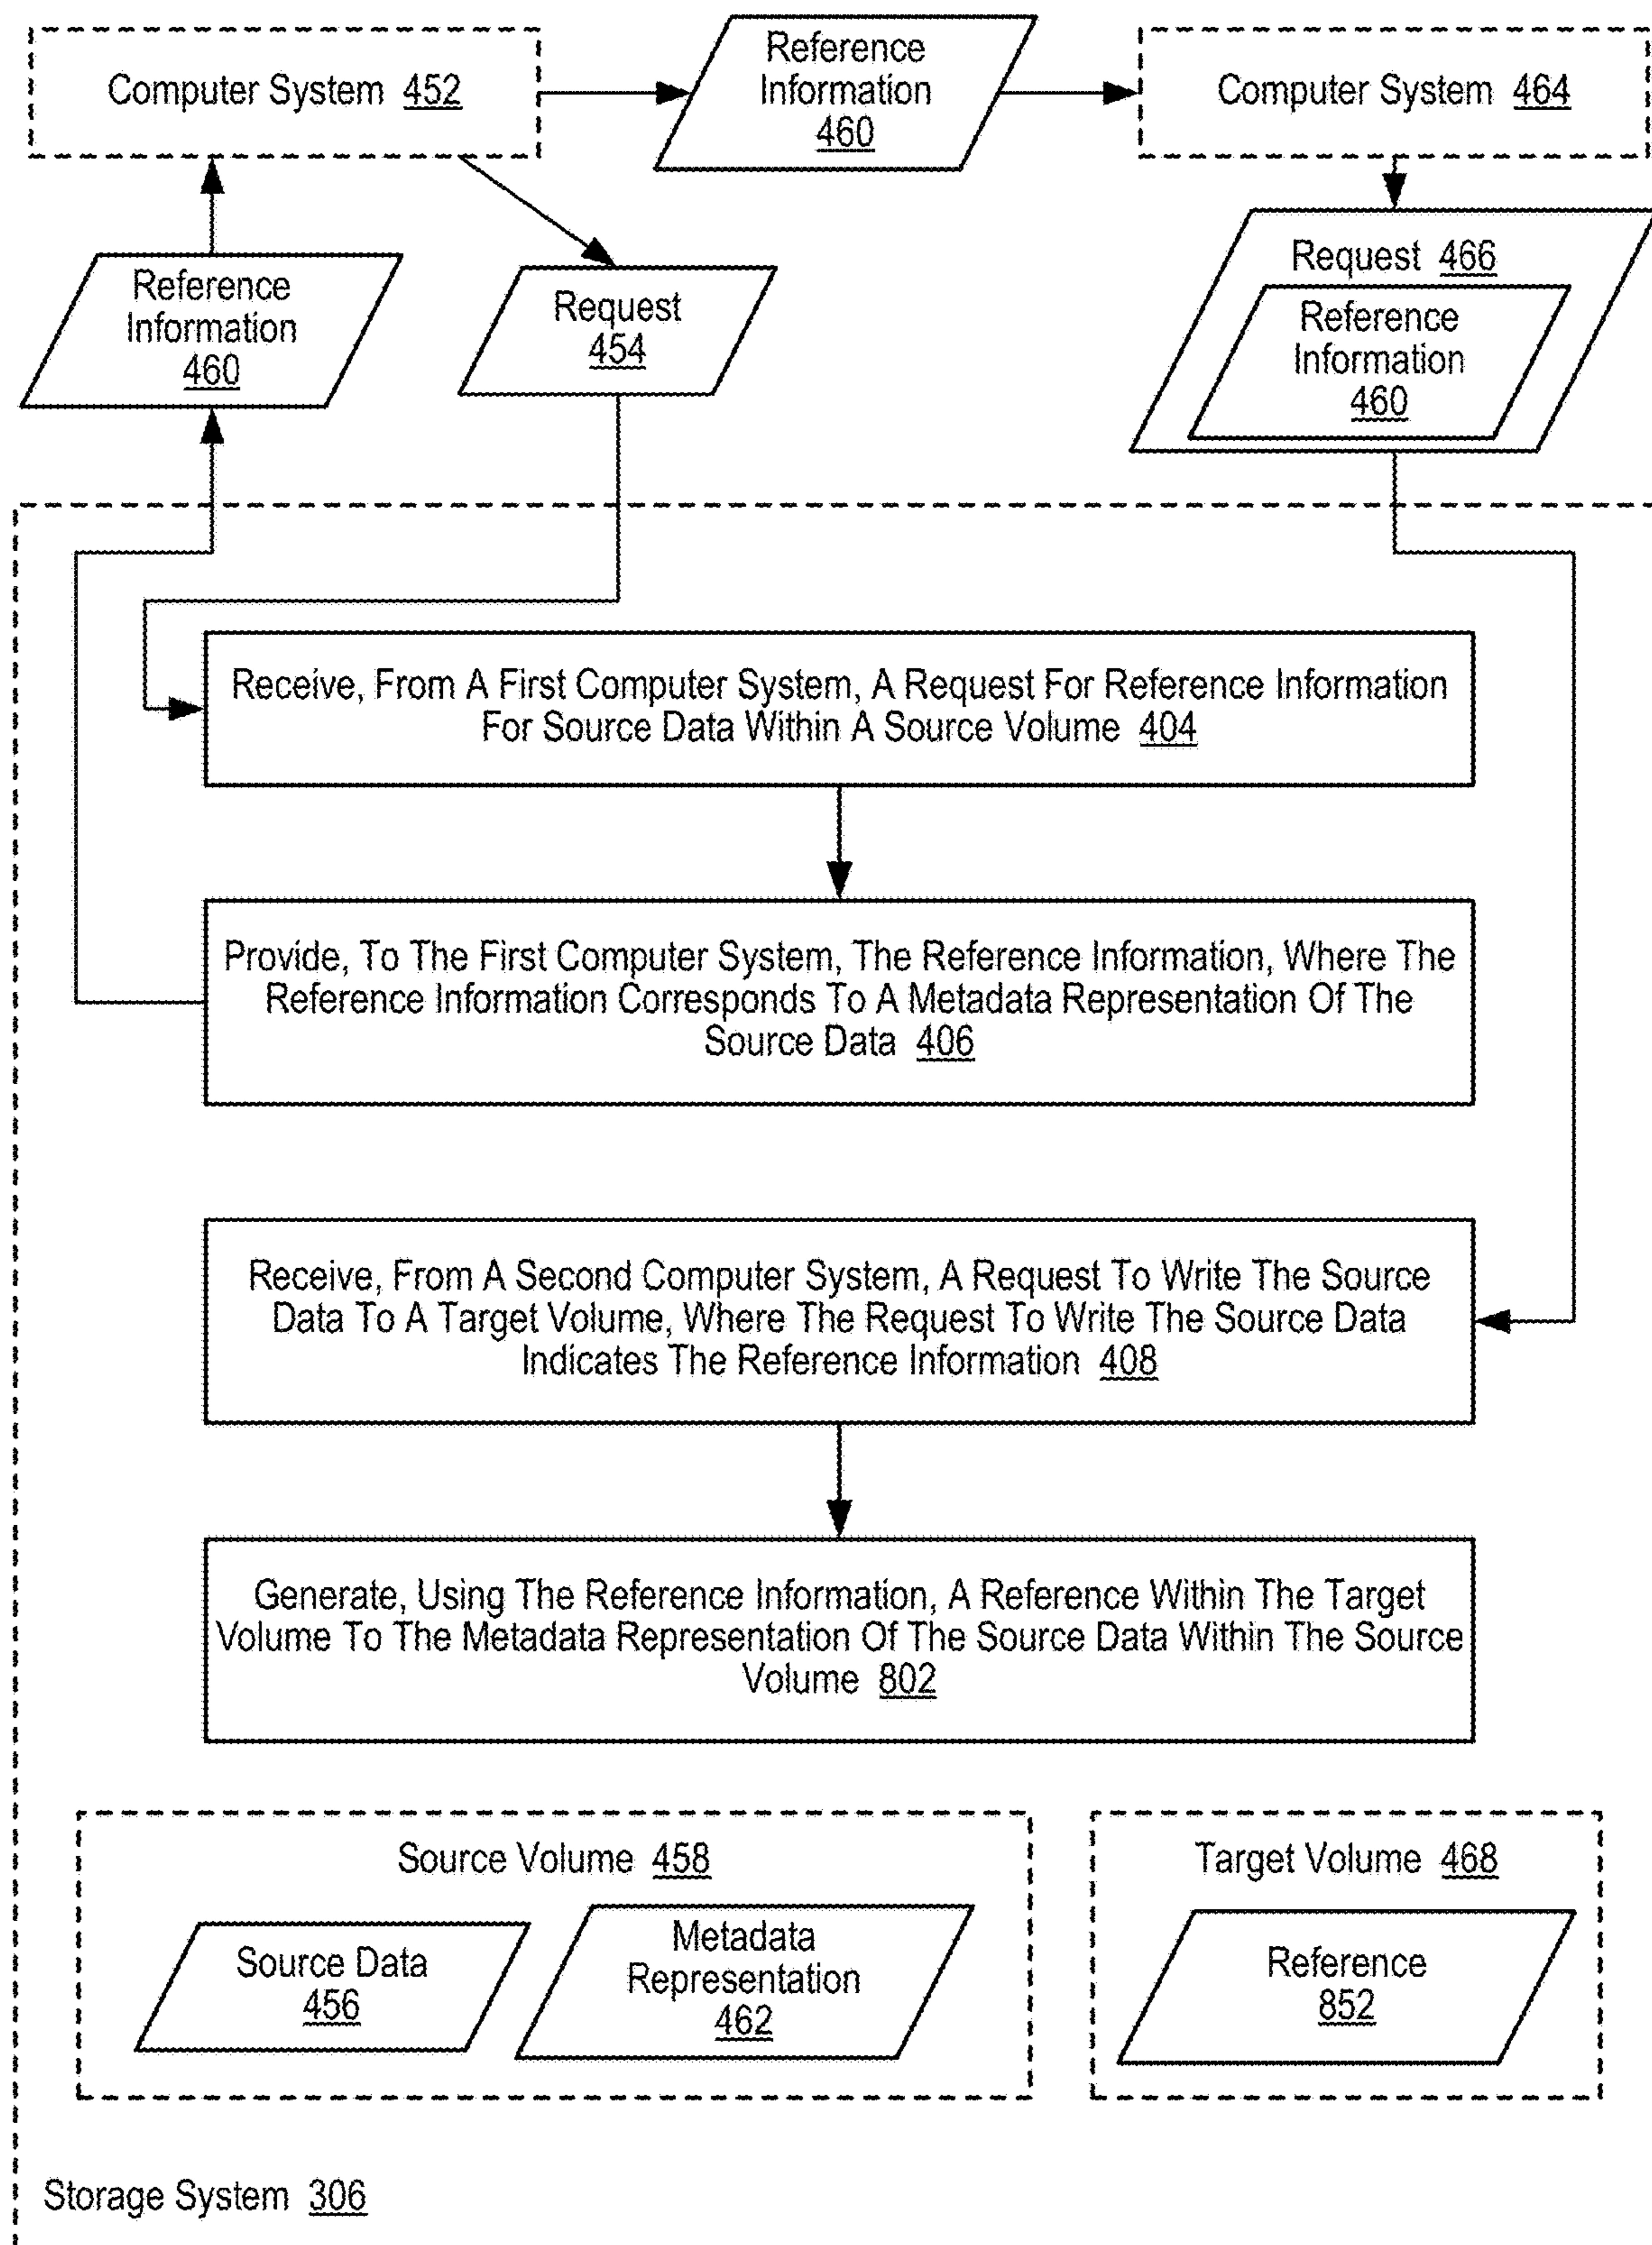 Computer System 452
Reference
Information
460
Computer System 464
Reference
Information
460
Request
454
Request 466
Reference
Information
460
Receive, From A First Computer System, A Request For Reference Information
For Source Data Within A Source Volume 404
Provide, To The First Computer System, The Reference Information, Where The
Reference Information Corresponds To A Metadata Representation Of The
Source Data 406
Receive, From A Second Computer System, A Request To Write The Source
Data To A Target Volume, Where The Request To Write The Source Data
Indicates The Reference Information 408
Generate, Using The Reference Information, A Reference Within The Target
Volume To The Metadata Representation Of The Source Data Within The Source
Volume 802
Source Volume 458
Source Data
456
Metadata
Representation
462
Target Volume 468
Reference
852
Storage System 306